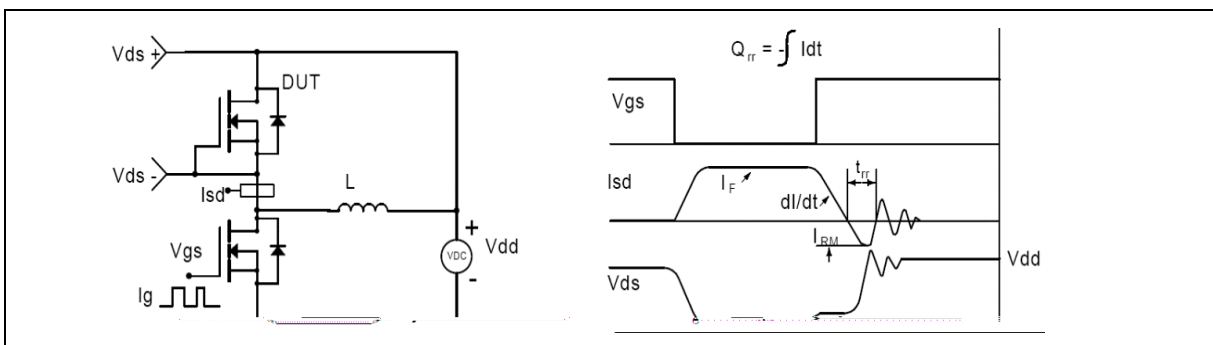 Vds +
DUT
Vds -
Isd
L
Vgs
Ig
+
VDC
-
Vdd
Qrr = -∫ Idt
Vgs
Isd
IF
dI/dt
trr
IRM
Vdd
Vds